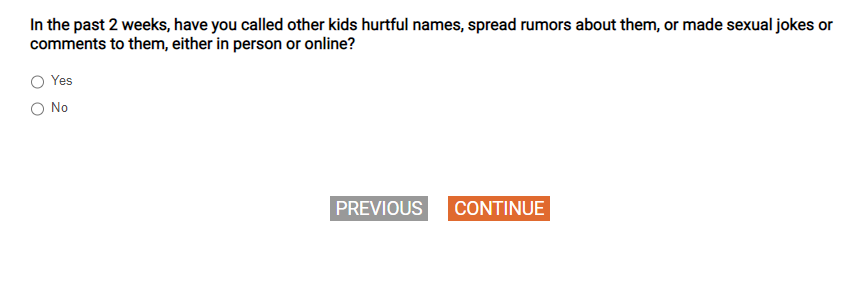 In the past 2 weeks, have you called other kids hurtful names, spread rumors about them, or made sexual jokes or
comments to them, either in person or online?
Yes
No
PREVIOUS CONTINUE